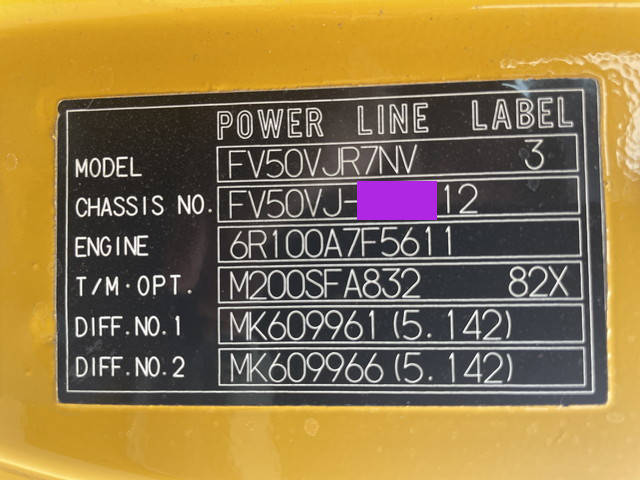 POWER LINE LABEL
MODEL FV50VJR7NV 3
CHASSIS NO. FV50VJ- 12
ENGINE 6R100A7F5611
T/M·OPT. M200SFA832 82X
DIFF.NO.1 MK609961(5.142)
DIFF.NO.2 MK609966(5.142)